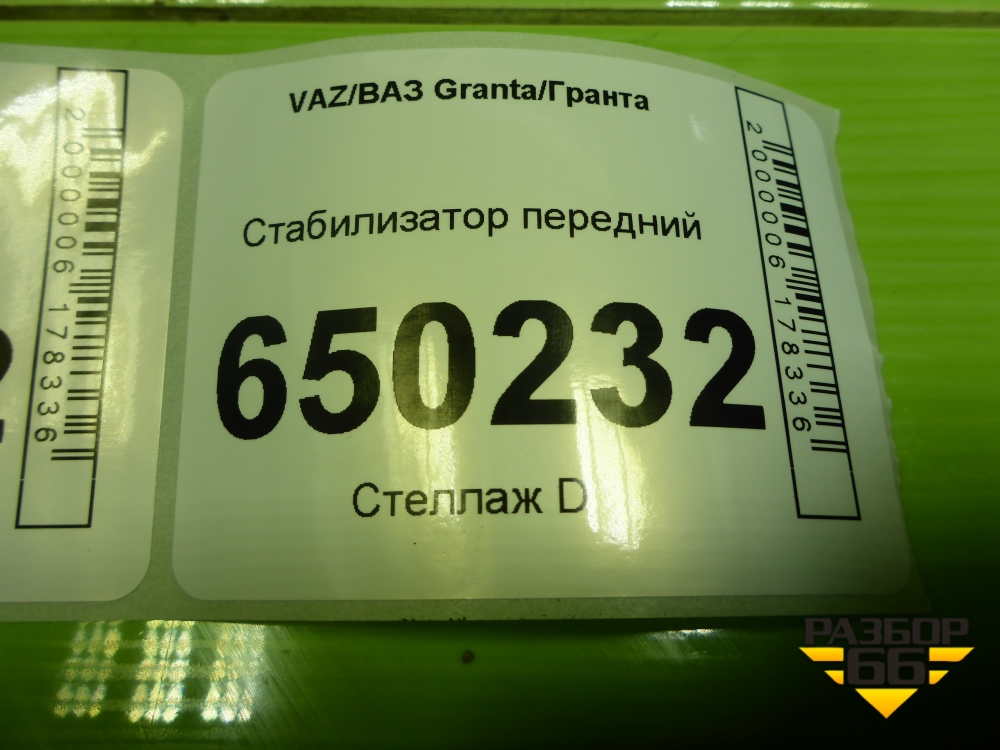 VAZ/ВАЗ Granta/Гранта
Стабилизатор передний
650232
Стеллаж D
2000006178336
2000006178336
РАЗБОР
66